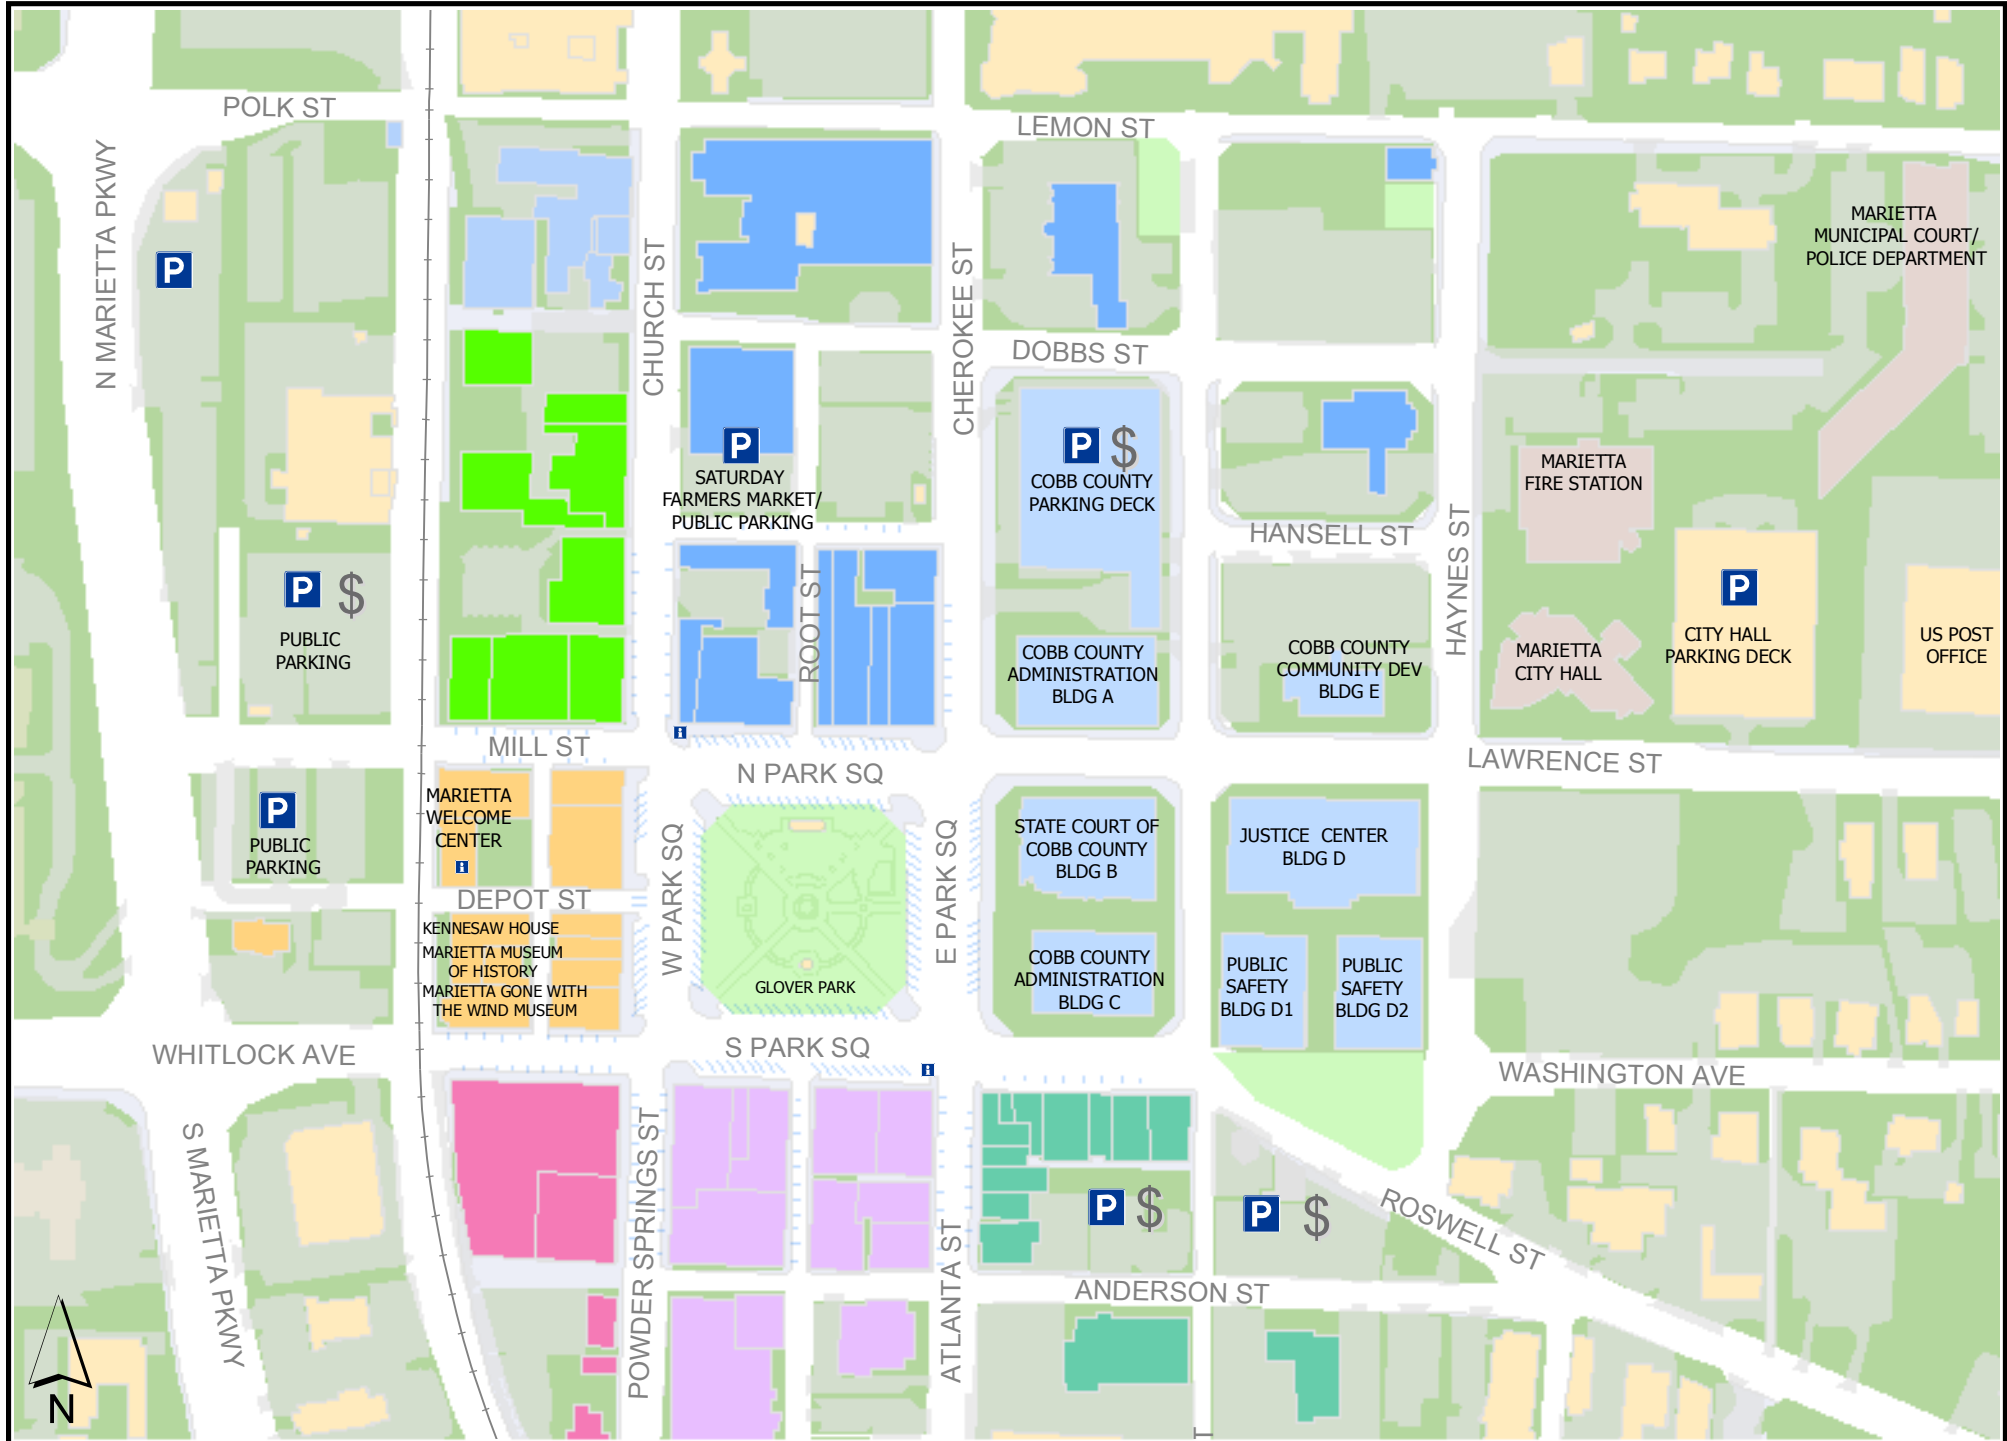 POLK ST
LEMON ST
N MARIETTA PKWY
P
CHURCH ST
CHEROKEE ST
MARIETTA
MUNICIPAL COURT/
POLICE DEPARTMENT
DOBBS ST
P
SATURDAY
FARMERS MARKET/
PUBLIC PARKING
P $
COBB COUNTY
PARKING DECK
MARIETTA
FIRE STATION
HANSELL ST
HAYNES ST
P $
PUBLIC
PARKING
ROOT ST
P
CITY HALL
PARKING DECK
US POST
OFFICE
COBB COUNTY
ADMINISTRATION
BLDG A
COBB COUNTY
COMMUNITY DEV
BLDG E
MARIETTA
CITY HALL
i
MILL ST
N PARK SQ
LAWRENCE ST
P
PUBLIC
PARKING
MARIETTA
WELCOME
CENTER
i
W PARK SQ
E PARK SQ
STATE COURT OF
COBB COUNTY
BLDG B
JUSTICE CENTER
BLDG D
DEPOT ST
KENNESAW HOUSE
MARIETTA MUSEUM
OF HISTORY
MARIETTA GONE WITH
THE WIND MUSEUM
GLOVER PARK
COBB COUNTY
ADMINISTRATION
BLDG C
PUBLIC
SAFETY
BLDG D1
PUBLIC
SAFETY
BLDG D2
WHITLOCK AVE
S PARK SQ
i
WASHINGTON AVE
S MARIETTA PKWY
POWDER SPRINGS ST
ATLANTA ST
P $
P $
ROSWELL ST
ANDERSON ST
N
T